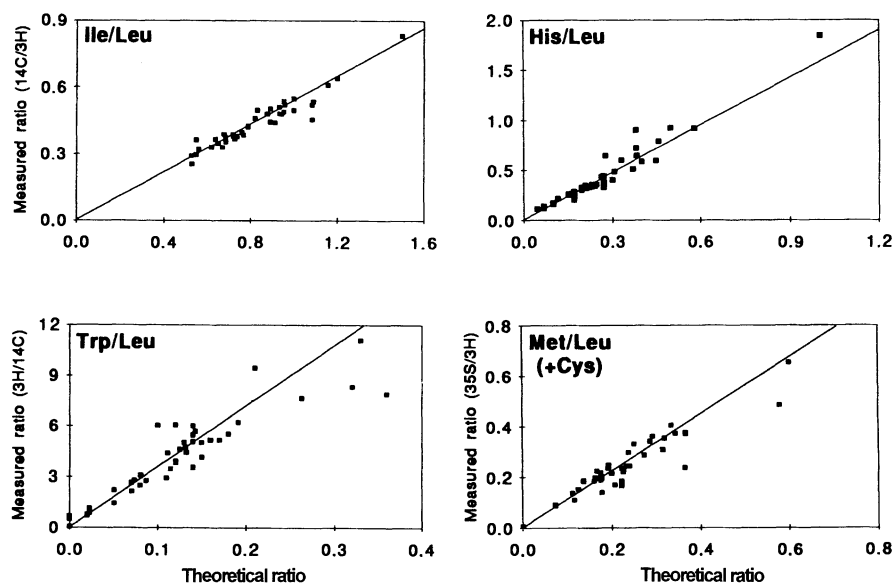 Ile/Leu
Measured ratio (14C/3H)
0.9
0.6
0.3
0.0
0.0 0.4 0.8 1.2 1.6
His/Leu
2.0
1.5
1.0
0.5
0.0
0.0 0.3 0.6 0.9 1.2
Trp/Leu
Measured ratio (3H/14C)
12
9
6
3
0
0.0 0.1 0.2 0.3 0.4
Theoretical ratio
Met/Leu
(+Cys)
Measured ratio (35S/3H)
0.8
0.6
0.4
0.2
0.0
0.0 0.2 0.4 0.6 0.8
Theoretical ratio